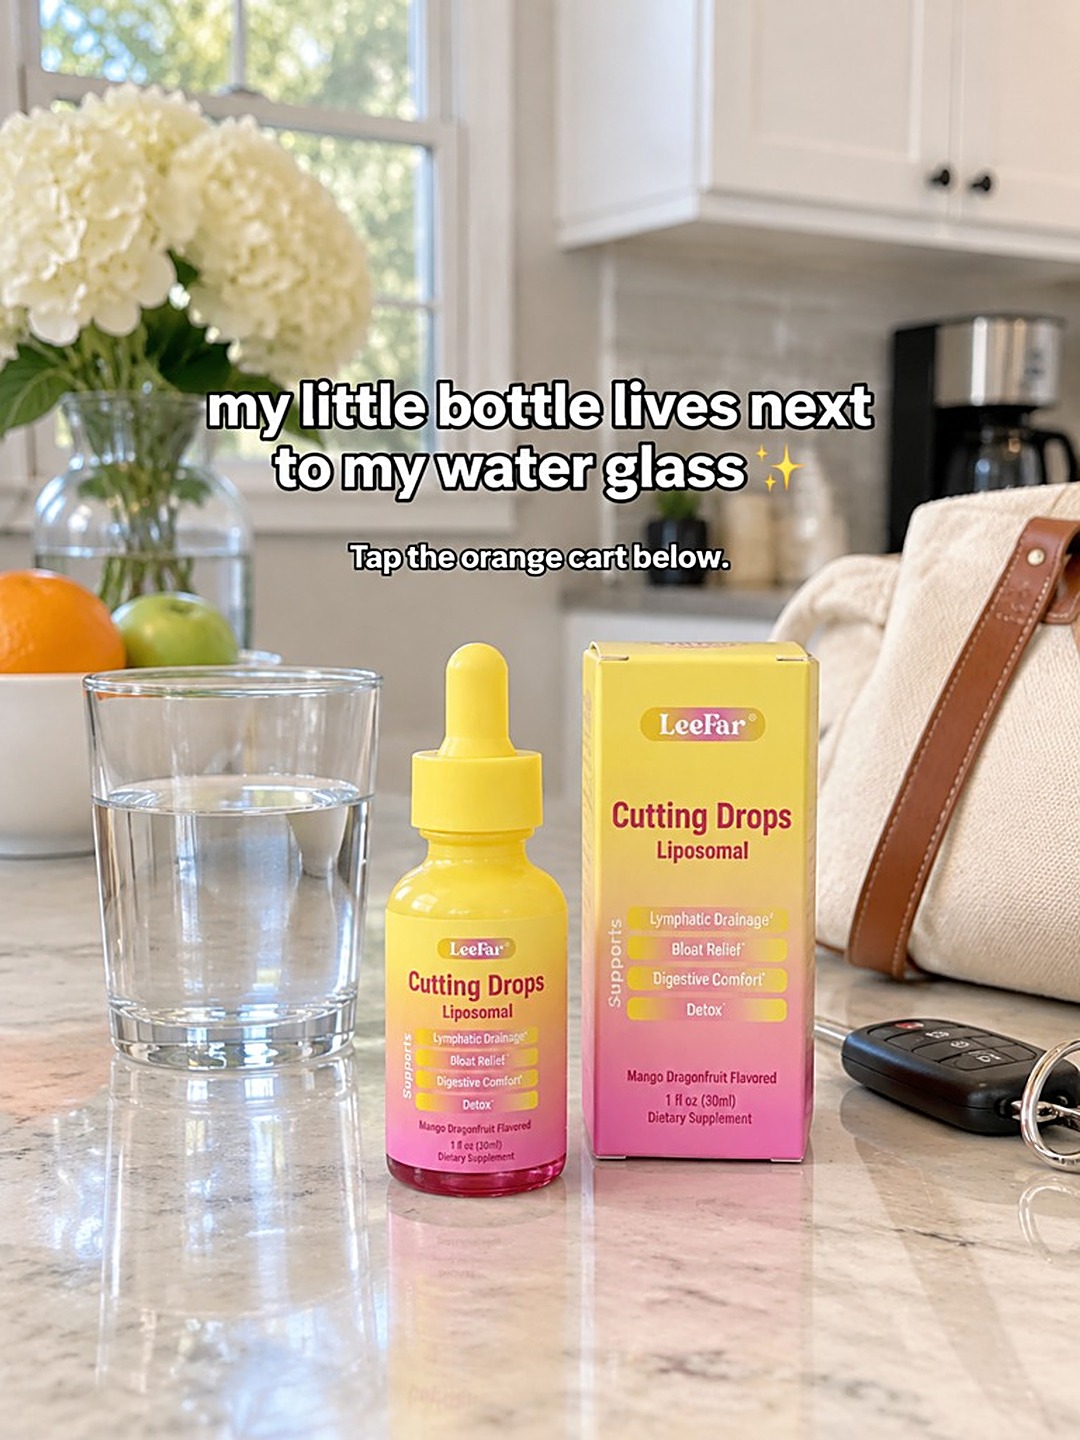 my little bottle lives next
to my water glass ✨
Tap the orange cart below.
LeeFar®
Cutting Drops
Liposomal
Supports
Lymphatic Drainage*
Bloat Relief*
Digestive Comfort*
Detox*
Mango Dragonfruit Flavored
1 fl oz (30ml)
Dietary Supplement
LeeFar®
Cutting Drops
Liposomal
Supports
Lymphatic Drainage*
Bloat Relief*
Digestive Comfort*
Detox*
Mango Dragonfruit Flavored
1 fl oz (30ml)
Dietary Supplement